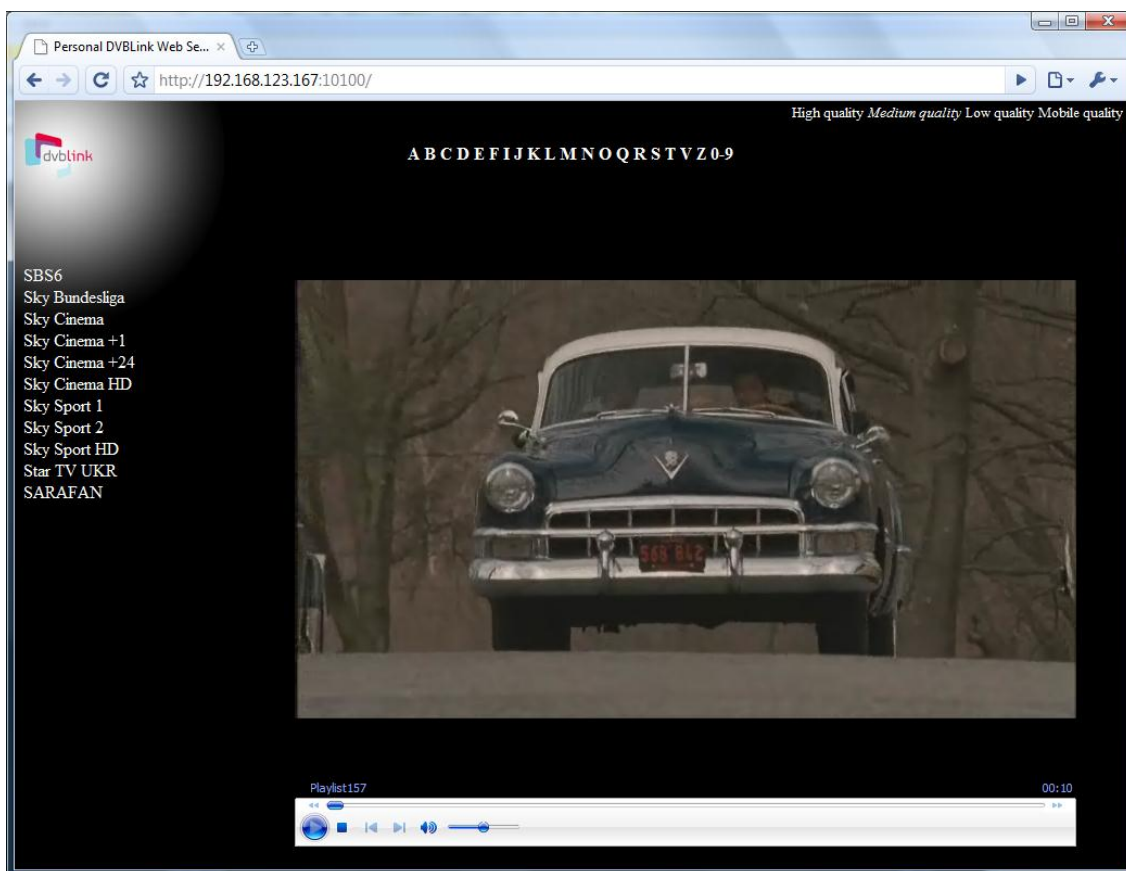 Personal DVBLink Web Se...
http://192.168.123.167:10100/
High quality Medium quality Low quality Mobile quality
dvblink
A B C D E F I J K L M N O Q R S T V Z 0-9
SBS6
Sky Bundesliga
Sky Cinema
Sky Cinema +1
Sky Cinema +24
Sky Cinema HD
Sky Sport 1
Sky Sport 2
Sky Sport HD
Star TV UKR
SARAFAN
568 842
Playlist157
00:10